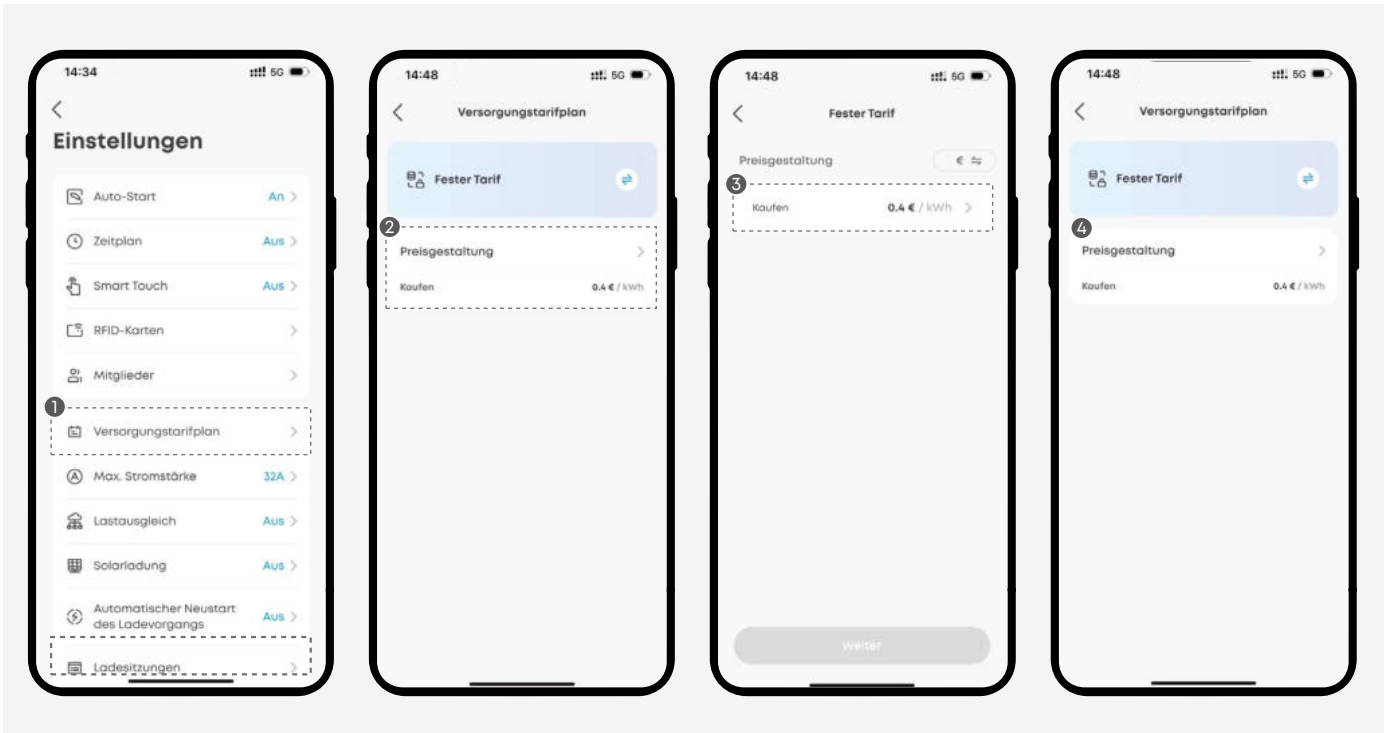 14:34
5G
Einstellungen
Auto-Start An
Zeitplan Aus
Smart Touch Aus
RFID-Karten
Mitglieder
1
Versorgungstarifplan
Max. Stromstärke 32A
Lastausgleich Aus
Solarladung Aus
Automatischer Neustart
des Ladevorgangs Aus
Ladesitzungen
14:48
5G
Versorgungstarifplan
Fester Tarif
2
Preisgestaltung
Kaufen 0.4 € / kWh
14:48
5G
Fester Tarif
Preisgestaltung €
3
Kaufen 0.4 € / kWh
Weiter
14:48
5G
Versorgungstarifplan
Fester Tarif
4
Preisgestaltung
Kaufen 0.4 € / kWh